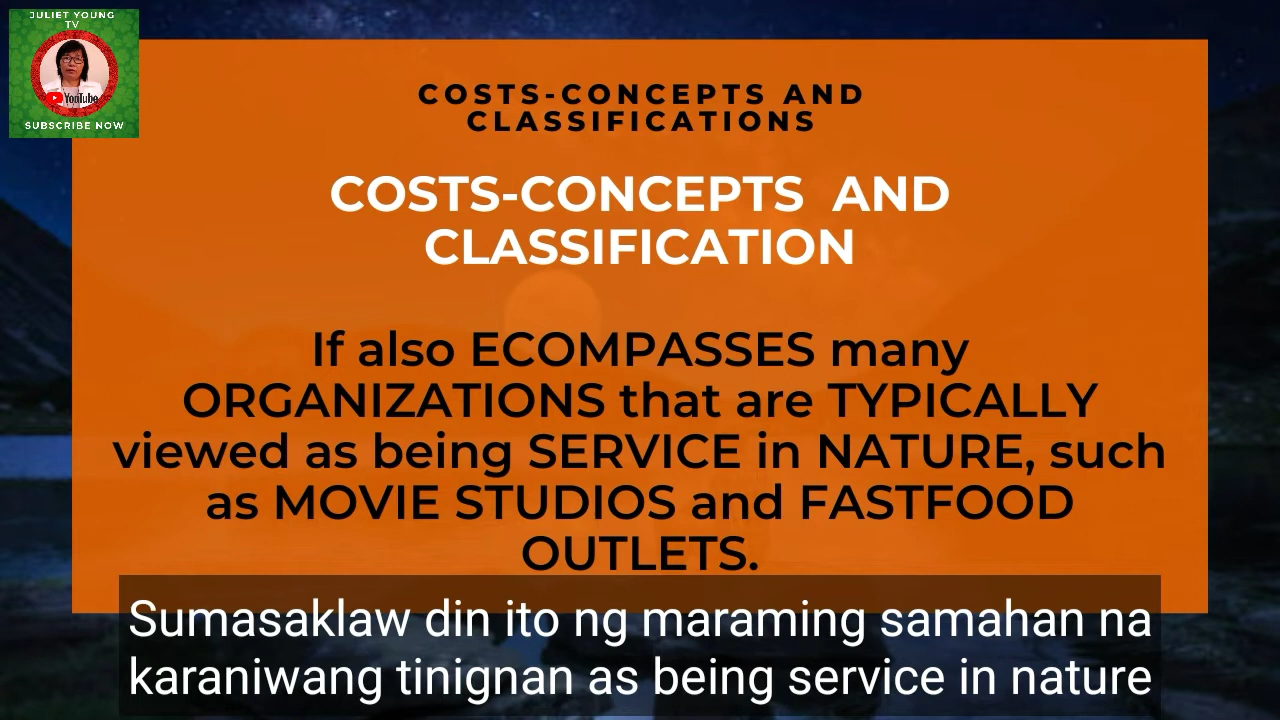 JULIET YOUNG
TV
YouTube
SUBSCRIBE NOW
COSTS-CONCEPTS AND
CLASSIFICATIONS
COSTS-CONCEPTS AND
CLASSIFICATION
If also ECOMPASSES many
ORGANIZATIONS that are TYPICALLY
viewed as being SERVICE in NATURE, such
as MOVIE STUDIOS and FASTFOOD
OUTLETS.
Sumasaklaw din ito ng maraming samahan na
karaniwang tinignan as being service in nature